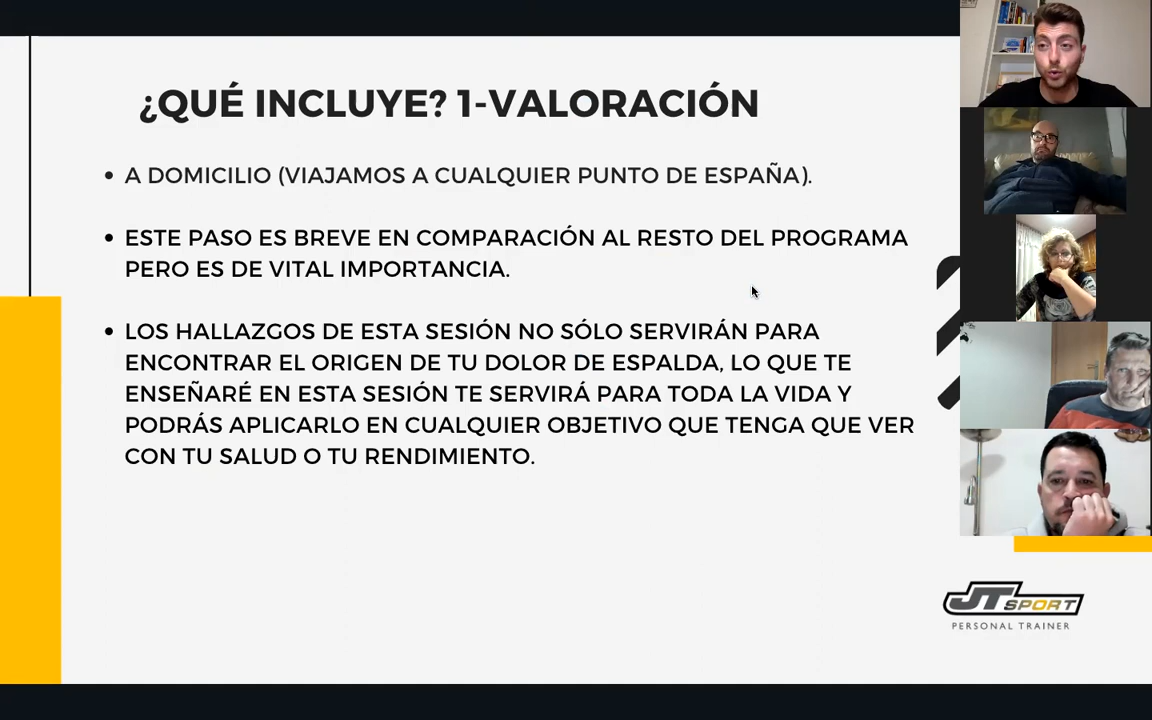 ¿QUÉ INCLUYE? 1-VALORACIÓN
• A DOMICILIO (VIAJAMOS A CUALQUIER PUNTO DE ESPAÑA).
• ESTE PASO ES BREVE EN COMPARACIÓN AL RESTO DEL PROGRAMA
PERO ES DE VITAL IMPORTANCIA.
• LOS HALLAZGOS DE ESTA SESIÓN NO SÓLO SERVIRÁN PARA
ENCONTRAR EL ORIGEN DE TU DOLOR DE ESPALDA, LO QUE TE
ENSEÑARÉ EN ESTA SESIÓN TE SERVIRÁ PARA TODA LA VIDA Y
PODRÁS APLICARLO EN CUALQUIER OBJETIVO QUE TENGA QUE VER
CON TU SALUD O TU RENDIMIENTO.
JT SPORT
PERSONAL TRAINER